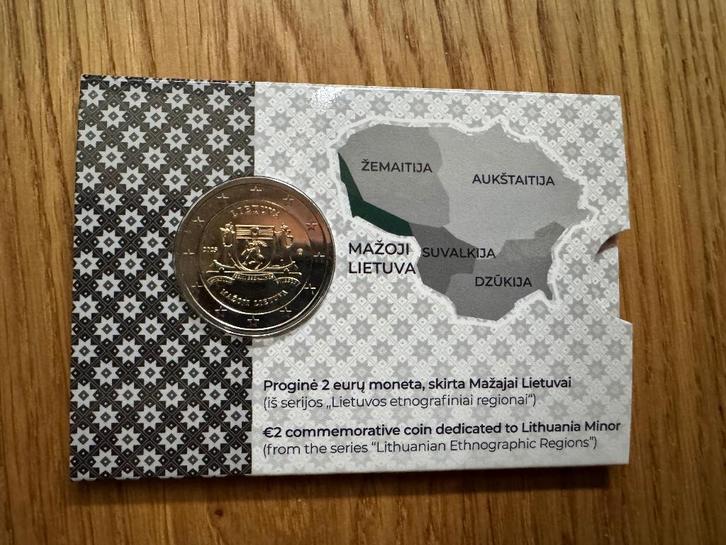 LIETUVA
MAŽOJI LIETUVA
ŽEMAITIJA
AUKŠTAITIJA
MAŽOJI
LIETUVA
SUVALKIJA
DZŪKIJA
Proginė 2 eurų moneta, skirta Mažajai Lietuvai
(iš serijos „Lietuvos etnografiniai regionai“)
€2 commemorative coin dedicated to Lithuania Minor
(from the series “Lithuanian Ethnographic Regions”)